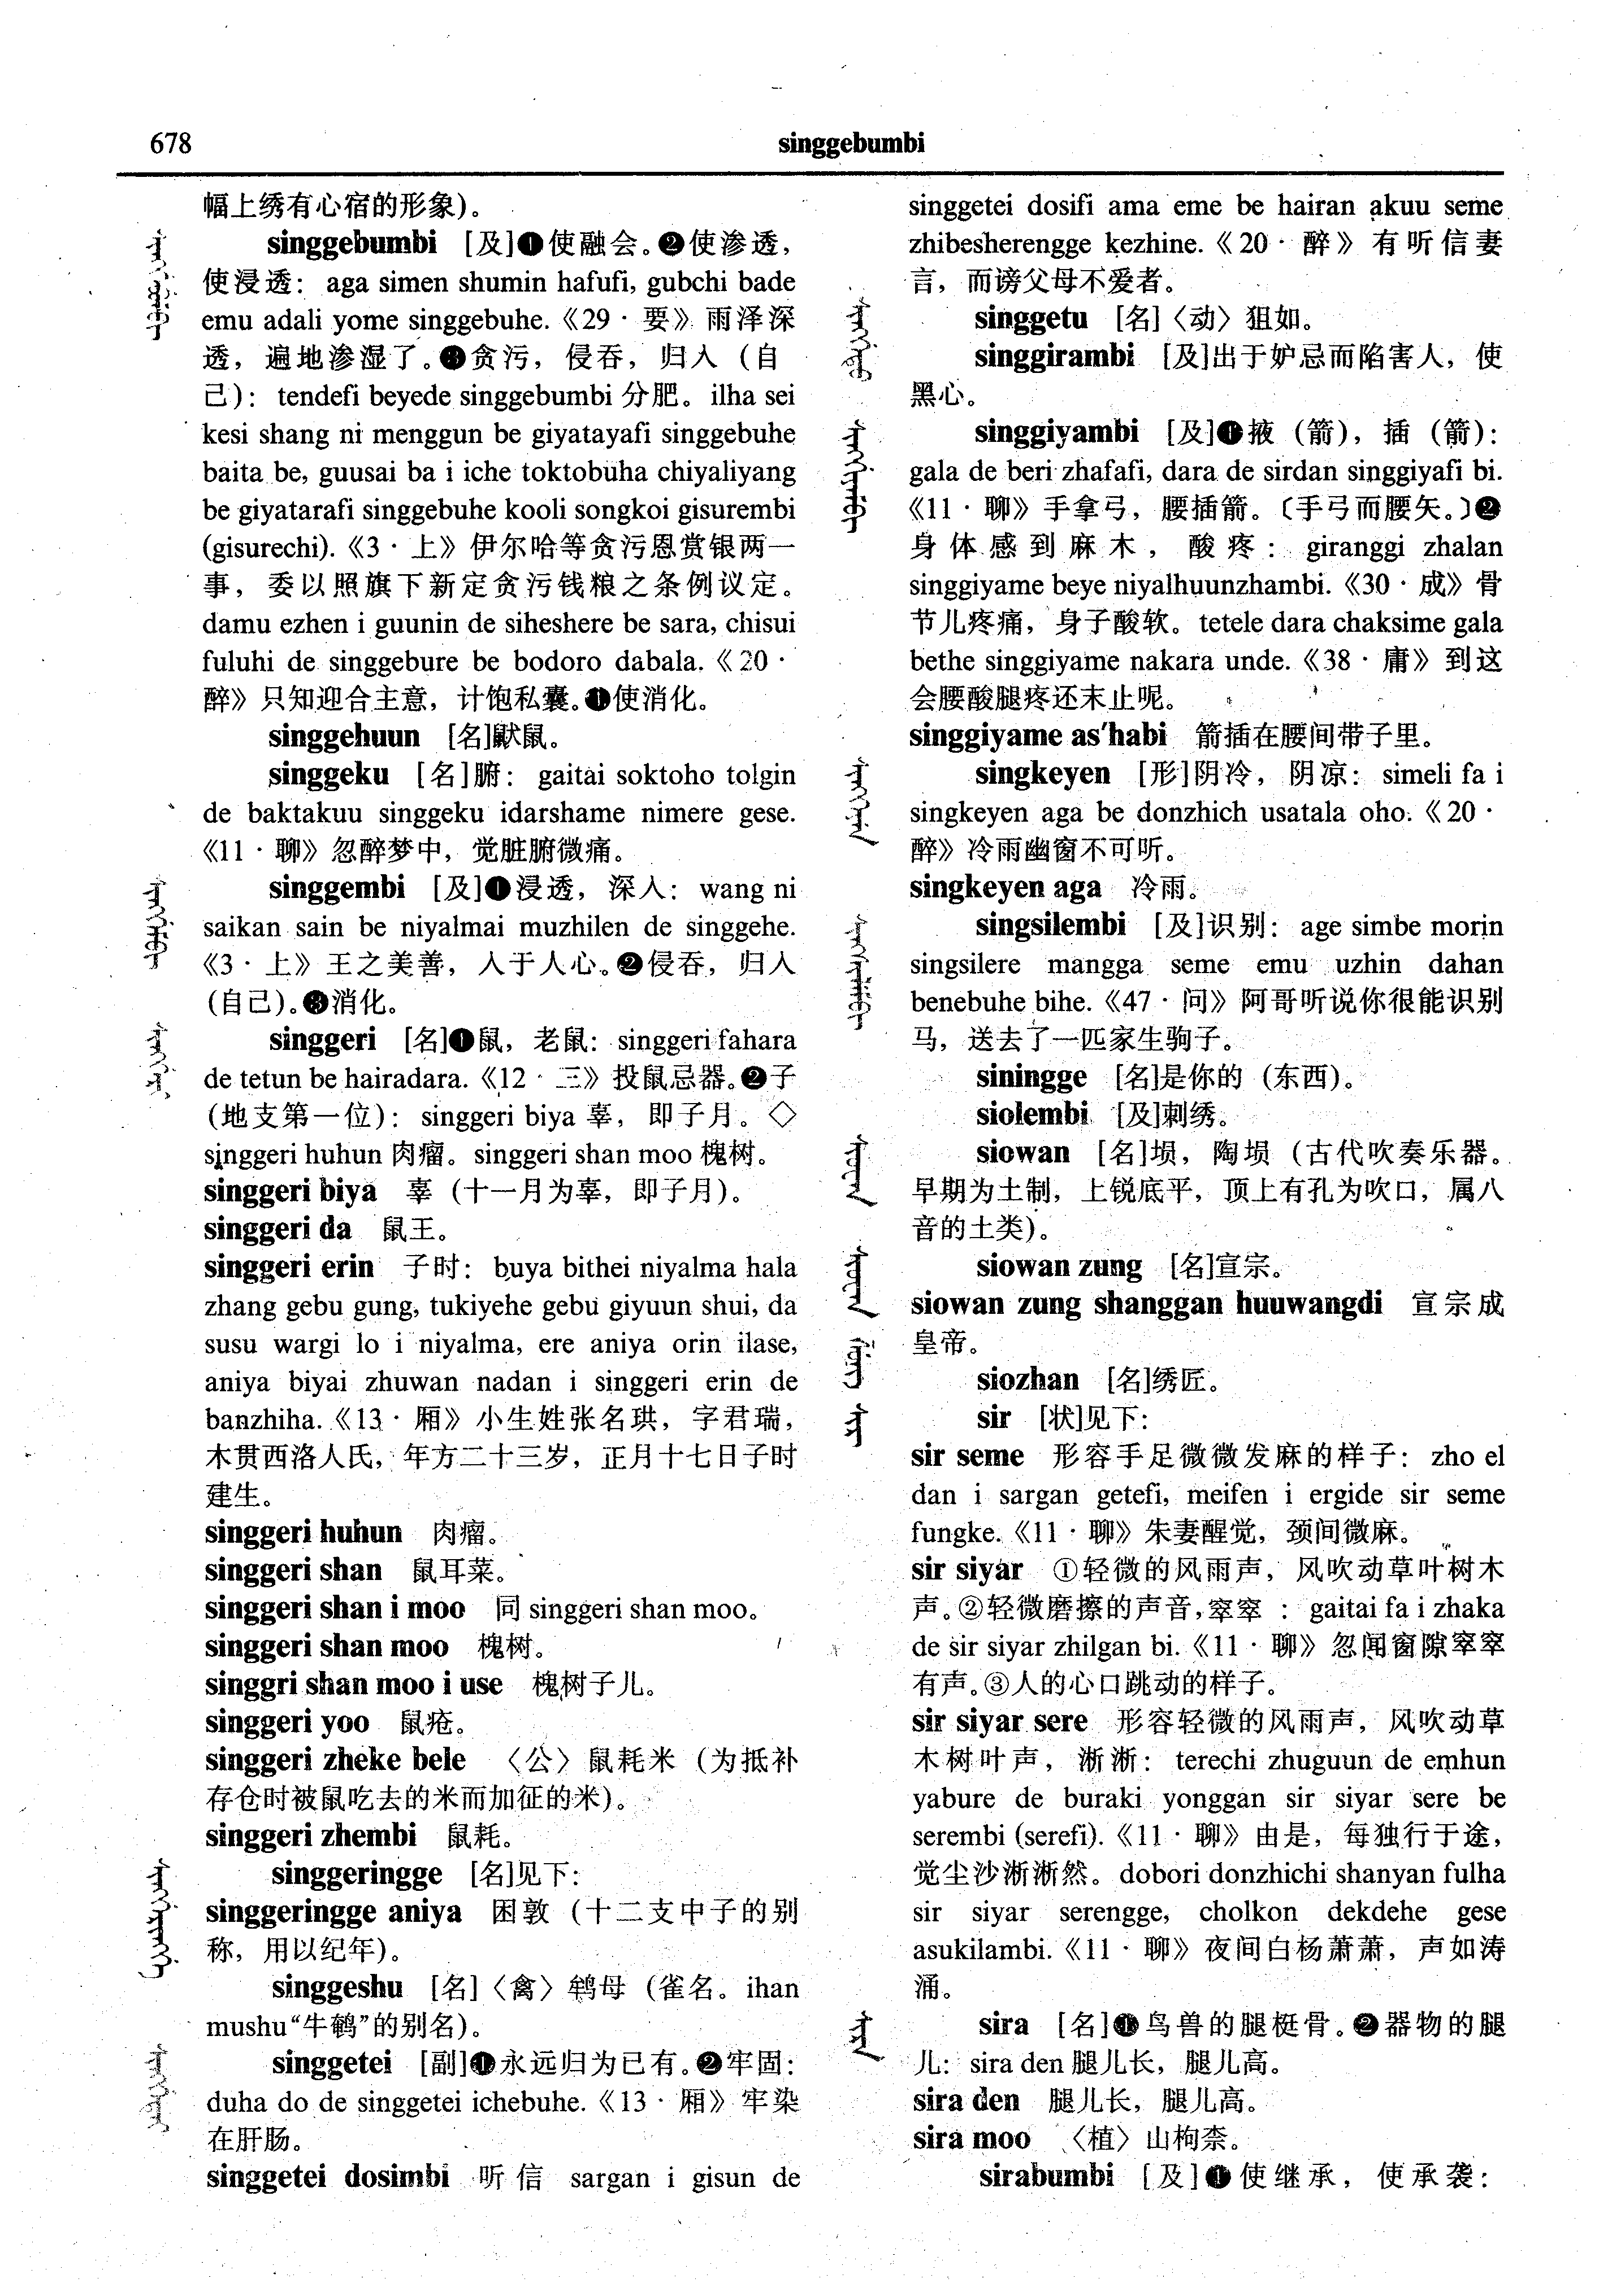 678
singgebumbi
幅上绣有心宿的形象)。
singgebumbi [及]❶使融会。❷使渗透,
使浸透: aga simen shumin hafufi, gubchi bade
emu adali yome singgebuhe.《29·要》雨泽深
透, 遍地渗湿了。❸贪污, 侵吞, 归入 (自
己): tendefi beyede singgebumbi 分肥。ilha sei
kesi shang ni menggun be giyatayafi singgebuhe
baita be, guusai ba i iche toktobuha chiyaliyang
be giyatarafi singgebuhe kooli songkoi gisurembi
(gisurechi).《3·上》伊尔哈等贪污恩赏银两一
事, 委以照旗下新定贪污钱粮之条例议定。
damu ezhen i guunin de siheshere be sara, chisui
fuluhi de singgebure be bodoro dabala.《20·
醉》只知迎合主意, 计饱私囊。❶使消化。
singgehuun [名]鼣鼠。
singgeku [名]腑: gaitai soktoho tolgin
de baktakuu singgeku idarshame nimere gese.
《11·聊》忽醉梦中, 觉脏腑微痛。
singgembi [及]❶浸透, 深入: wang ni
saikan sain be niyalmai muzhilen de singgehe.
《3·上》王之美善, 入于人心。❷侵吞, 归入
(自己)。❸消化。
singgeri [名]❶鼠, 老鼠: singgeri fahara
de tetun be hairadara.《12·三》投鼠忌器。❷子
(地支第一位): singgeri biya 辜, 即子月。◇
singgeri huhun 肉瘤。singgeri shan moo 槐树。
singgeri biya 辜 (十一月为辜, 即子月)。
singgeri da 鼠王。
singgeri erin 子时: buya bithei niyalma hala
zhang gebu gung, tukiyehe gebu giyuun shui, da
susu wargi lo i niyalma, ere aniya orin ilase,
aniya biyai zhuwan nadan i singgeri erin de
banzhiha.《13·厢》小生姓张名珙, 字君瑞,
木贯西洛人氏, 年方二十三岁, 正月十七日子时
建生。
singgeri huhun 肉瘤。
singgeri shan 鼠耳菜。
singgeri shan i moo 同 singgeri shan moo。
singgeri shan moo 槐树。
singgri shan moo i use 槐树子儿。
singgeri yoo 鼠疮。
singgeri zheke bele 〈公〉鼠耗米 (为抵补
存仓时被鼠吃去的米而加征的米)。
singgeri zhembi 鼠耗。
singgeringge [名]见下:
singgeringge aniya 困敦 (十二支中子的别
称, 用以纪年)。
singgeshu [名]〈禽〉鹌母 (雀名。ihan
mushu“牛鹌”的别名)。
singgetei [副]❶永远归为已有。❷牢固:
duha do de singgetei ichebuhe.《13·厢》牢染
在肝肠。
singgetei dosimbi 听信 sargan i gisun de
singgetei dosifi ama eme be hairan akuu seme
zhibesherengge kezhine.《20·醉》有听信妻
言, 而谤父母不爱者。
singgetu [名]〈动〉狙如。
singgirambi [及]出于妒忌而陷害人, 使
黑心。
singgiyambi [及]❶掖 (箭), 插 (箭):
gala de beri zhafafi, dara de sirdan singgiyafi bi.
《11·聊》手拿弓, 腰插箭。〔手弓而腰矢。〕❷
身体感到麻木, 酸疼: giranggi zhalan
singgiyame beye niyalhuunzhambi.《30·成》骨
节儿疼痛, 身子酸软。tetele dara chaksime gala
bethe singgiyame nakara unde.《38·庸》到这
会腰酸腿疼还末止呢。
singgiyame as'habi 箭插在腰间带子里。
singkeyen [形]阴冷, 阴凉: simeli fa i
singkeyen aga be donzhich usatala oho.《20·
醉》冷雨幽窗不可听。
singkeyen aga 冷雨。
singsilembi [及]识别: age simbe morin
singsilere mangga seme emu uzhin dahan
benebuhe bihe.《47·问》阿哥听说你很能识别
马, 送去了一匹家生驹子。
siningge [名]是你的 (东西)。
siolembi [及]刺绣。
siowan [名]埙, 陶埙 (古代吹奏乐器。
早期为土制, 上锐底平, 顶上有孔为吹口, 属八
音的土类)。
siowan zung [名]宣宗。
siowan zung shanggan huuwangdi 宣宗成
皇帝。
siozhan [名]绣匠。
sir [状]见下:
sir seme 形容手足微微发麻的样子: zho el
dan i sargan getefi, meifen i ergide sir seme
fungke.《11·聊》朱妻醒觉, 颈间微麻。
sir siyar ①轻微的风雨声, 风吹动草叶树木
声。②轻微磨擦的声音,窣窣 : gaitai fa i zhaka
de sir siyar zhilgan bi.《11·聊》忽闻窗隙窣窣
有声。③人的心口跳动的样子。
sir siyar sere 形容轻微的风雨声, 风吹动草
木树叶声, 淅淅: terechi zhuguun de emhun
yabure de buraki yonggan sir siyar sere be
serembi (serefi).《11·聊》由是, 每独行于途,
觉尘沙淅淅然。dobori donzhichi shanyan fulha
sir siyar serengge, cholkon dekdehe gese
asukilambi.《11·聊》夜间白杨萧萧, 声如涛
涌。
sira [名]❶鸟兽的腿梃骨。❷器物的腿
儿: sira den 腿儿长, 腿儿高。
sira den 腿儿长, 腿儿高。
sira moo 〈植〉山枸柰。
sirabumbi [及]❶使继承, 使承袭: